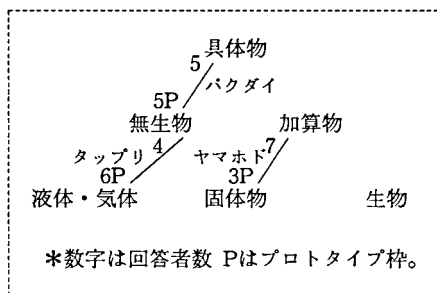 具体物
5
バクダイ
5P
無生物 加算物
タップリ 4 ヤマホド 7
6P 3P
液体・気体 固体物 生物
＊数字は回答者数 Pはプロトタイプ枠。